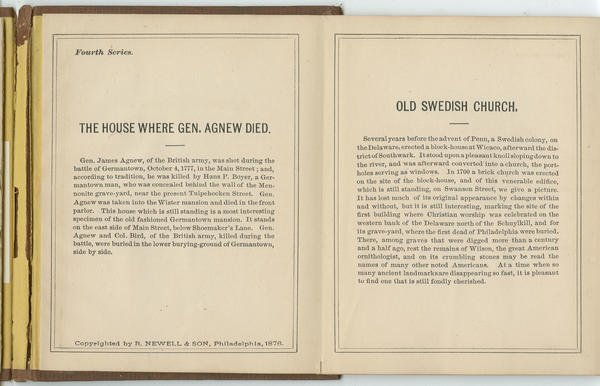 Fourth Series.
THE HOUSE WHERE GEN. AGNEW DIED.
Gen. James Agnew, of the British army, was shot during the
battle of Germantown, October 4, 1777, in the Main Street; and,
according to tradition, he was killed by Hans P. Boyer, a Ger-
mantown man, who was concealed behind the wall of the Men-
nonite grave-yard, near the present Tulpehocken Street. Gen.
Agnew was taken into the Wister mansion and died in the front
parlor. This house which is still standing is a most interesting
specimen of the old fashioned Germantown mansion. It stands
on the east side of Main Street, below Shoemaker's Lane. Gen.
Agnew and Col. Bird, of the British army, killed during the
battle, were buried in the lower burying-ground of Germantown,
side by side.
Copyrighted by R. NEWELL & SON, Philadelphia, 1876.
OLD SWEDISH CHURCH.
Several years before the advent of Penn, a Swedish colony, on
the Delaware, erected a block-house at Wicaco, afterward the dis-
trict of Southwark. It stood upon a pleasant knoll sloping down to
the river, and was afterward converted into a church, the port-
holes serving as windows. In 1700 a brick church was erected
on the site of the block-house, and of this venerable edifice,
which is still standing, on Swanson Street, we give a picture.
It has lost much of its original appearance by changes within
and without, but it is still interesting, marking the site of the
first building where Christian worship was celebrated on the
western bank of the Delaware north of the Schuylkill, and for
its grave-yard, where the first dead of Philadelphia were buried.
There, among graves that were digged more than a century
and a half ago, rest the remains of Wilson, the great American
ornithologist, and on its crumbling stones may be read the
names of many other noted Americans. At a time when so
many ancient landmarks are disappearing so fast, it is pleasant
to find one that is still fondly cherished.